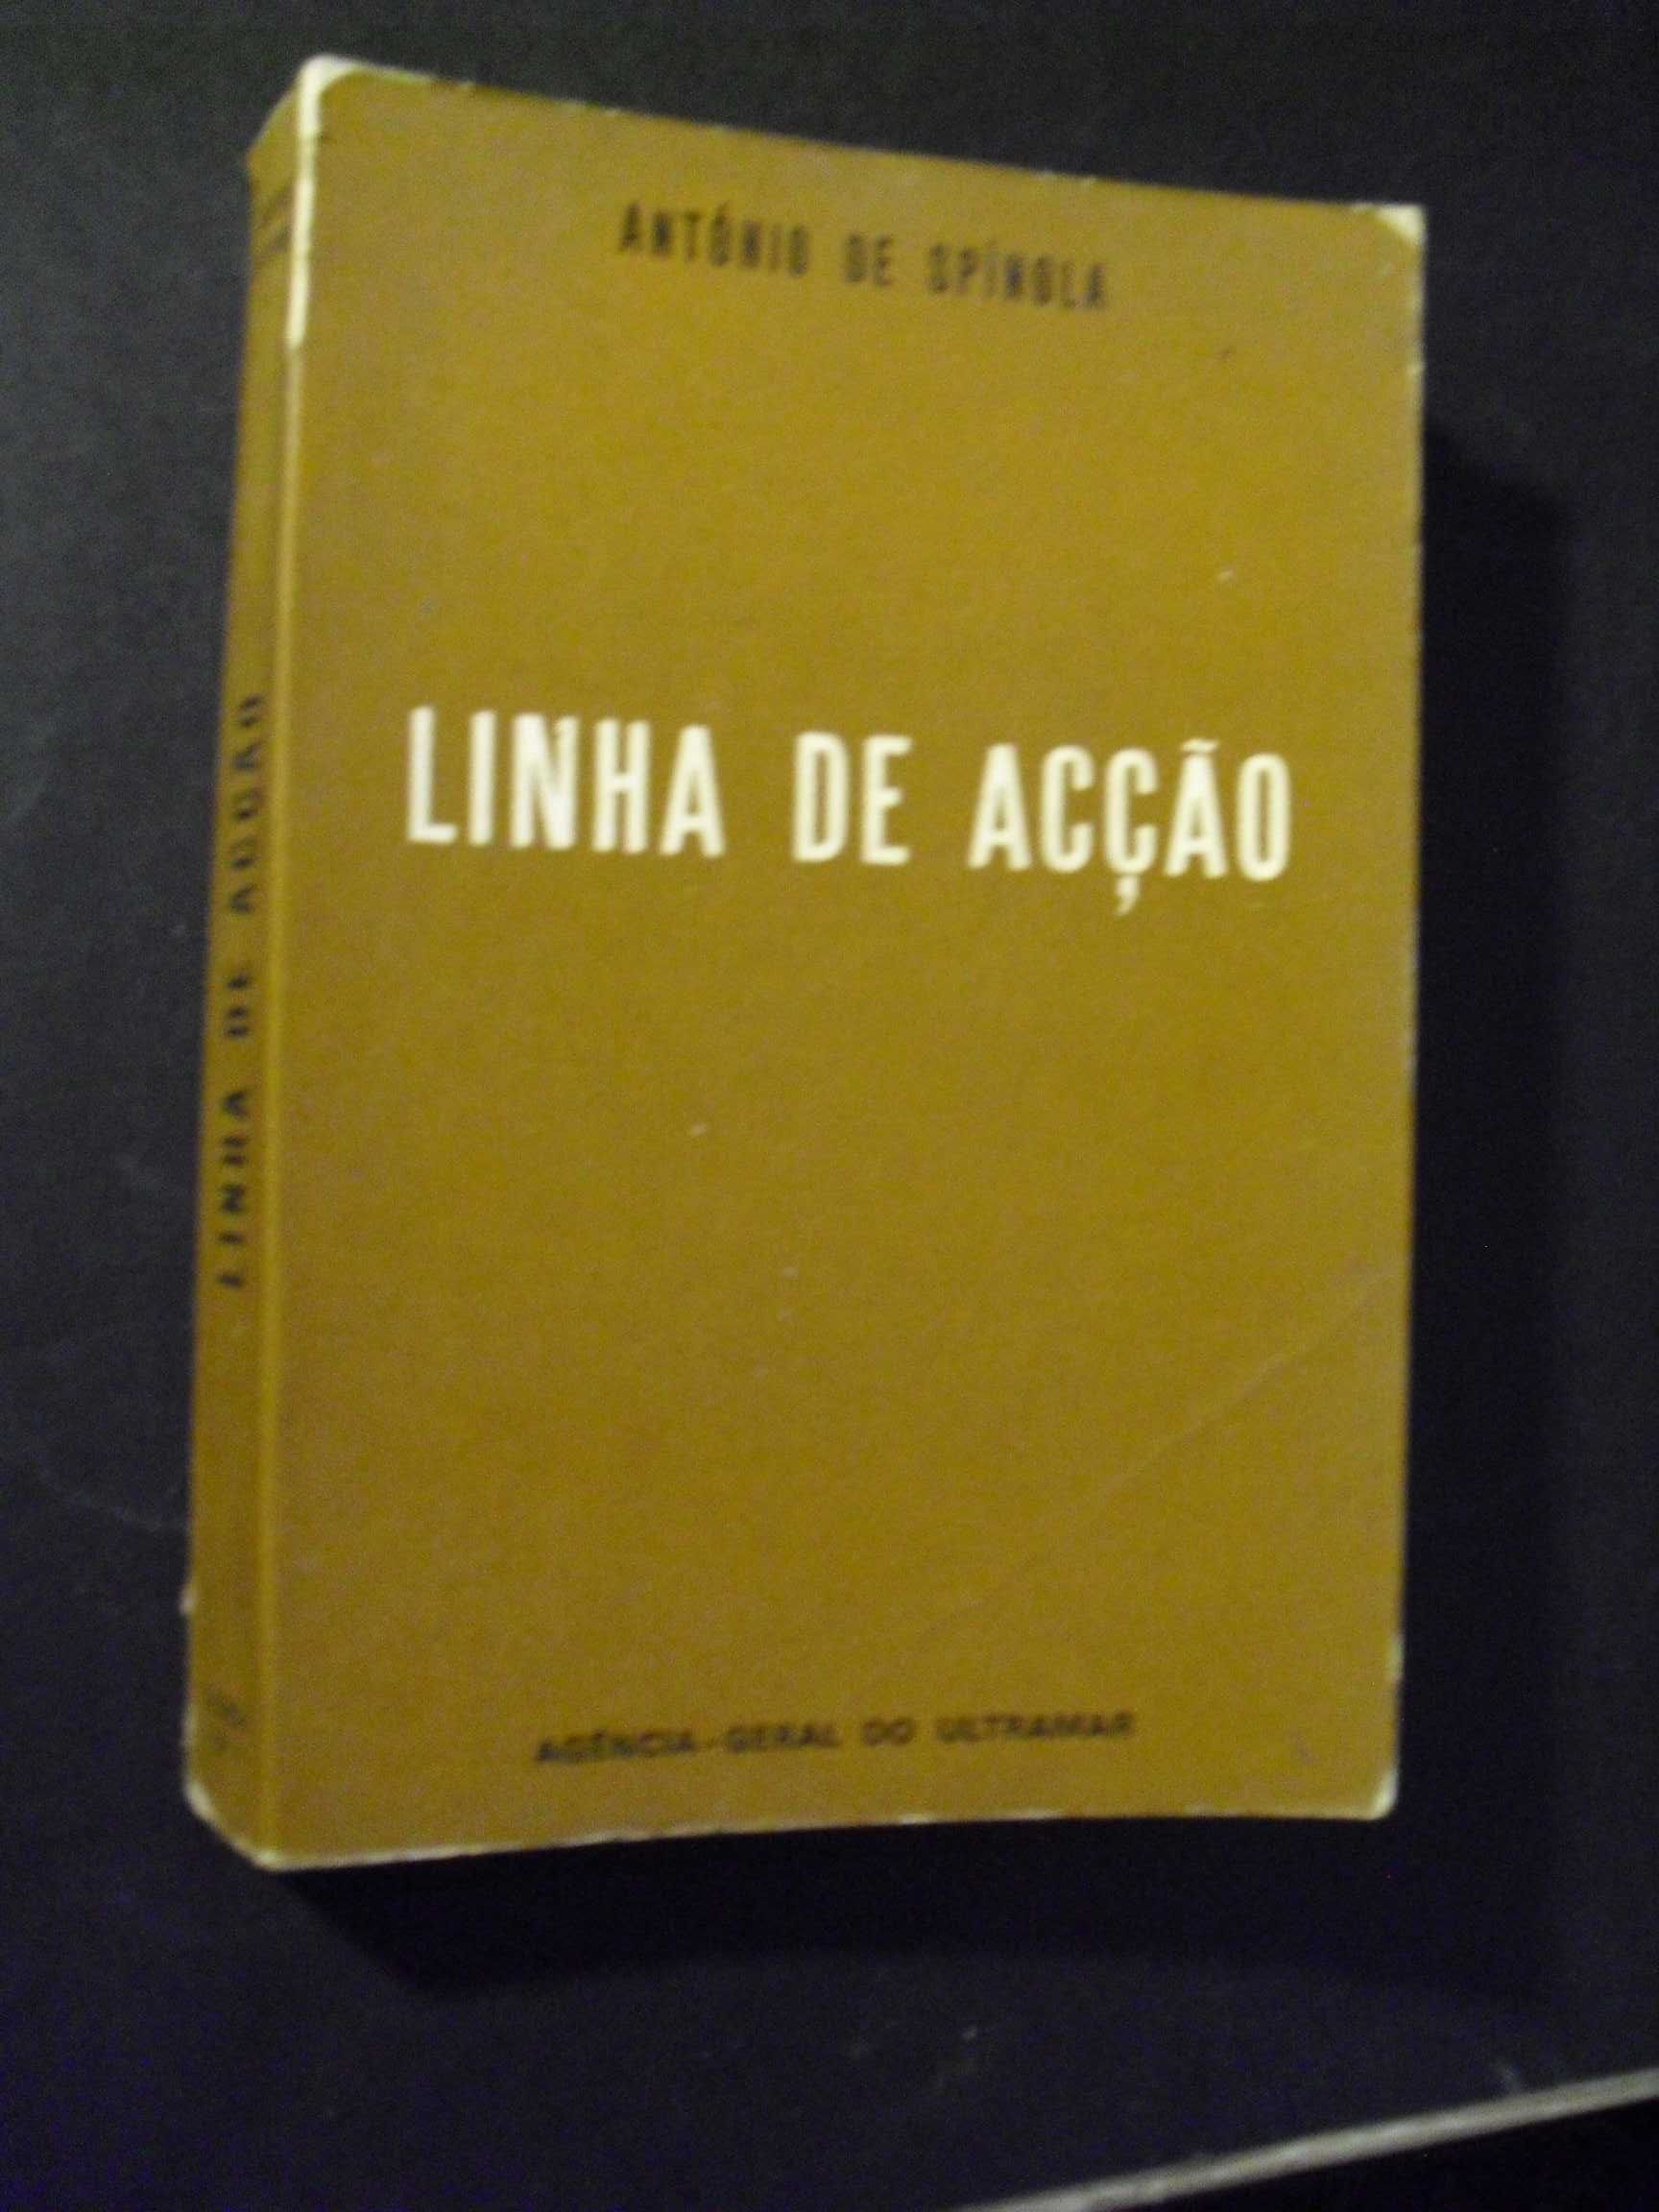 ANTÓNIO DE SPÍNOLA
LINHA DE ACÇÃO
AGÊNCIA-GERAL DO ULTRAMAR
LINHA DE ACÇÃO